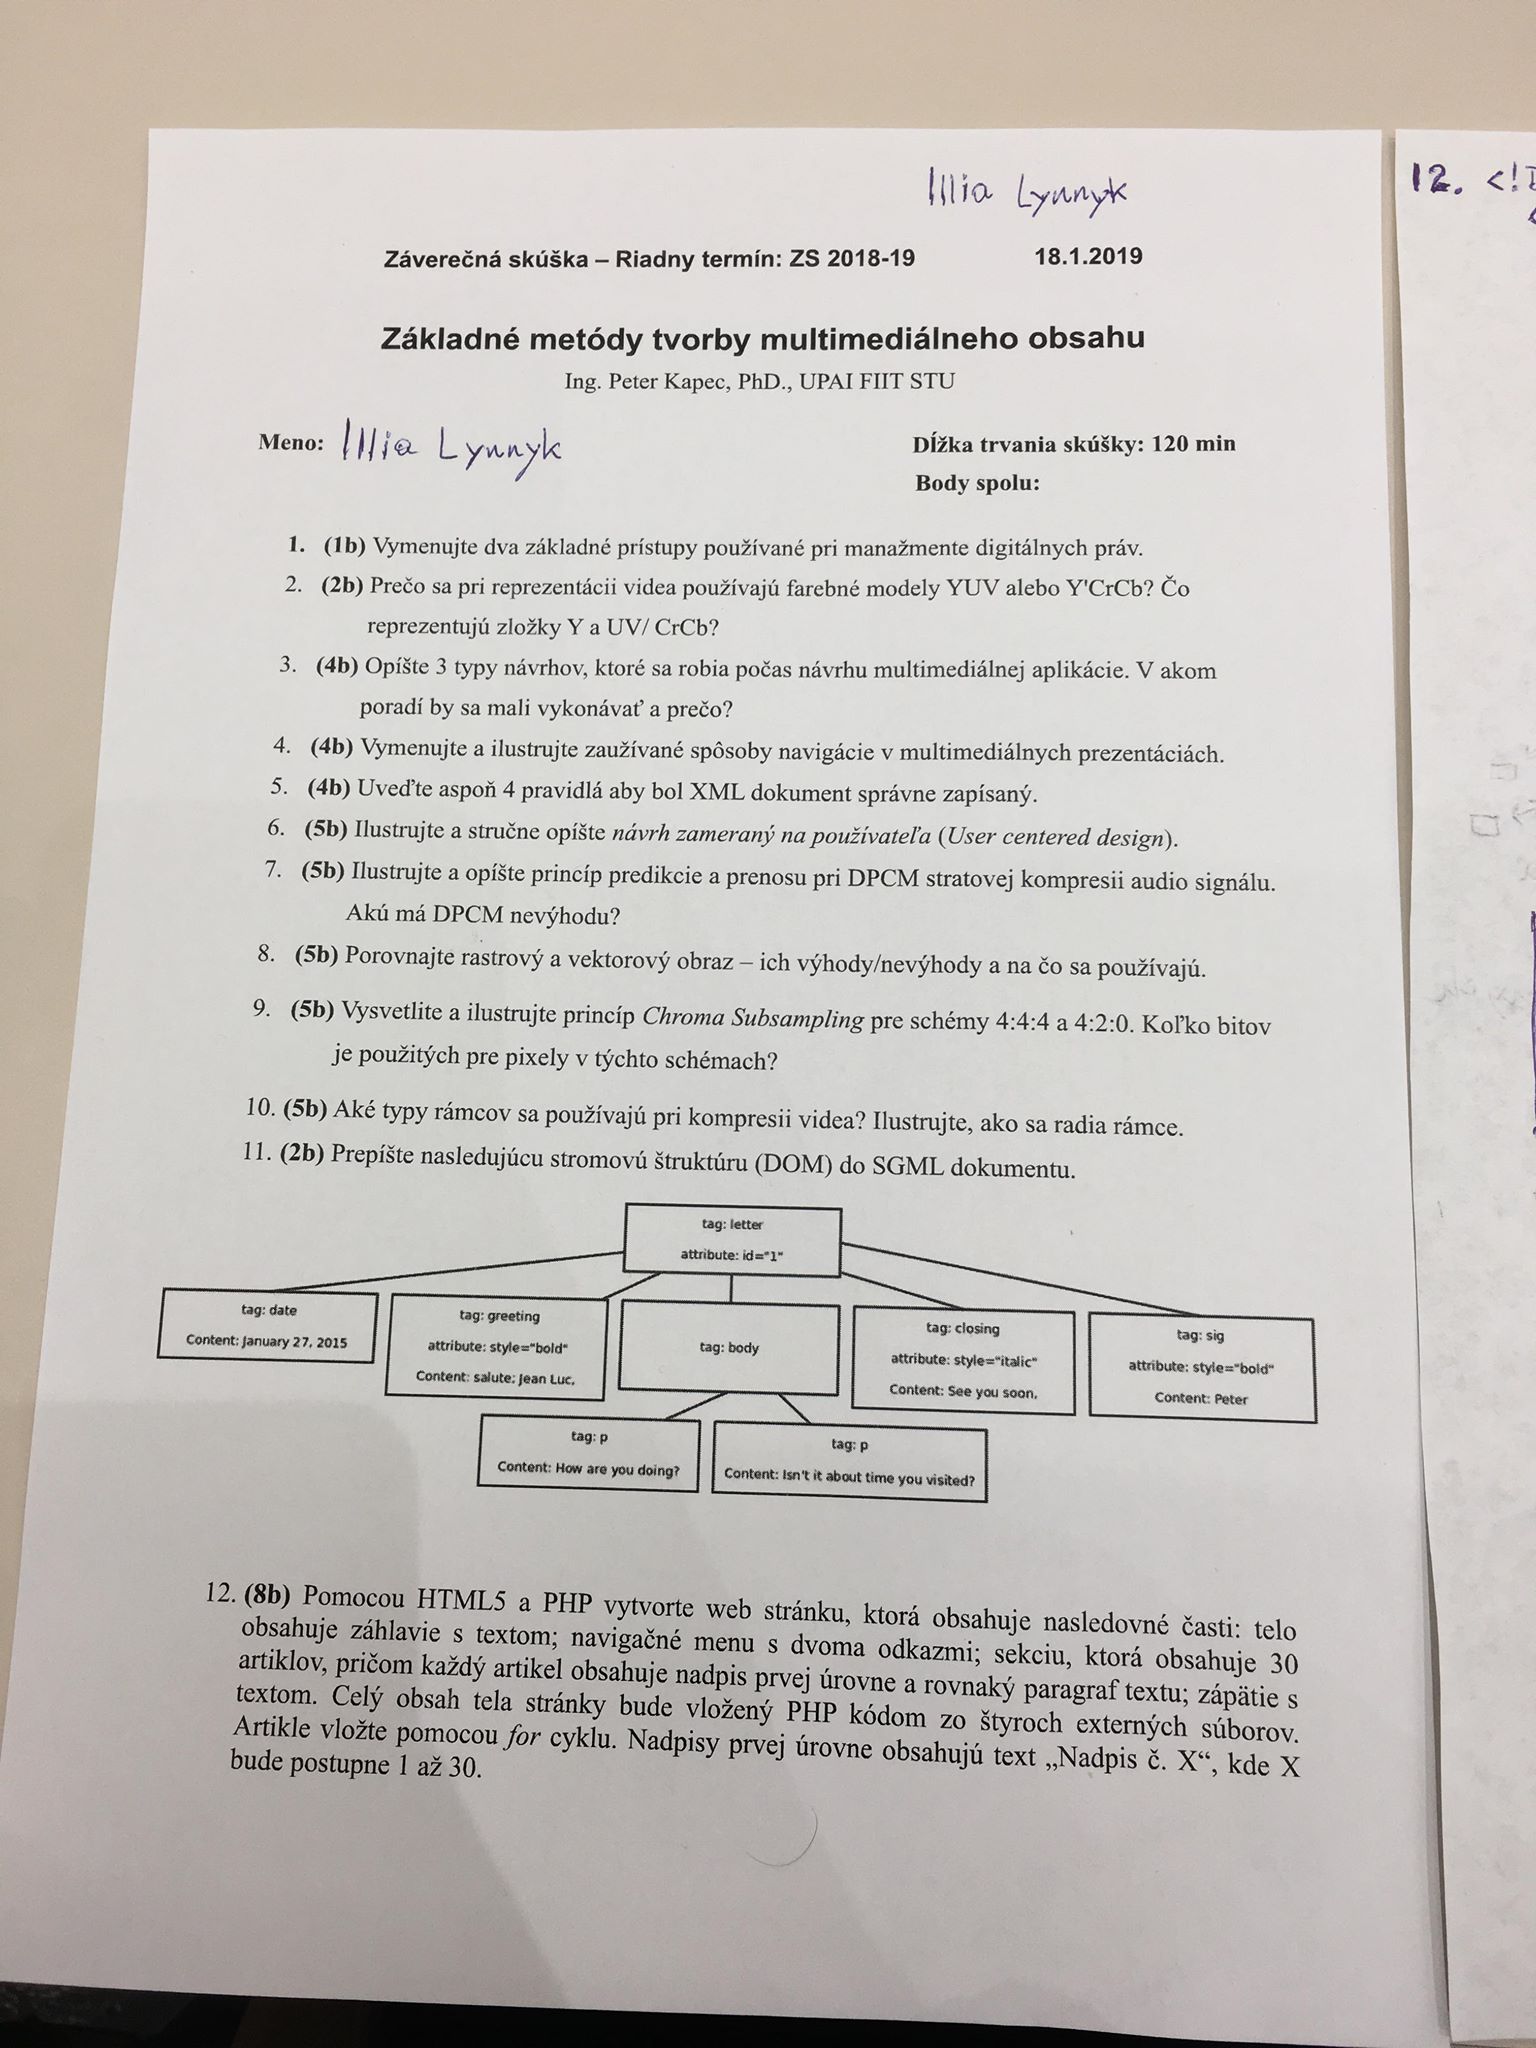 Illia Lynnyk
Záverečná skúška – Riadny termín: ZS 2018-19 18.1.2019
Základné metódy tvorby multimediálneho obsahu
Ing. Peter Kapec, PhD., UPAI FIIT STU
Meno: Illia Lynnyk
Dĺžka trvania skúšky: 120 min
Body spolu:
1. (1b) Vymenujte dva základné prístupy používané pri manažmente digitálnych práv.
2. (2b) Prečo sa pri reprezentácii videa používajú farebné modely YUV alebo Y'CrCb? Čo
reprezentujú zložky Y a UV/ CrCb?
3. (4b) Opíšte 3 typy návrhov, ktoré sa robia počas návrhu multimediálnej aplikácie. V akom
poradí by sa mali vykonávať a prečo?
4. (4b) Vymenujte a ilustrujte zaužívané spôsoby navigácie v multimediálnych prezentáciách.
5. (4b) Uveďte aspoň 4 pravidlá aby bol XML dokument správne zapísaný.
6. (5b) Ilustrujte a stručne opíšte návrh zameraný na používateľa (User centered design).
7. (5b) Ilustrujte a opíšte princíp predikcie a prenosu pri DPCM stratovej kompresii audio signálu.
Akú má DPCM nevýhodu?
8. (5b) Porovnajte rastrový a vektorový obraz – ich výhody/nevýhody a na čo sa používajú.
9. (5b) Vysvetlite a ilustrujte princíp Chroma Subsampling pre schémy 4:4:4 a 4:2:0. Koľko bitov
je použitých pre pixely v týchto schémach?
10. (5b) Aké typy rámcov sa používajú pri kompresii videa? Ilustrujte, ako sa radia rámce.
11. (2b) Prepíšte nasledujúcu stromovú štruktúru (DOM) do SGML dokumentu.
tag: letter
attribute: id="1"
tag: date
Content: January 27, 2015
tag: greeting
attribute: style="bold"
Content: salute; Jean Luc,
tag: body
tag: closing
attribute: style="italic"
Content: See you soon,
tag: sig
attribute: style="bold"
Content: Peter
tag: p
Content: How are you doing?
tag: p
Content: Isn't it about time you visited?
12. (8b) Pomocou HTML5 a PHP vytvorte web stránku, ktorá obsahuje nasledovné časti: telo
obsahuje záhlavie s textom; navigačné menu s dvoma odkazmi; sekciu, ktorá obsahuje 30
artiklov, pričom každý artikel obsahuje nadpis prvej úrovne a rovnaký paragraf textu; zápätie s
textom. Celý obsah tela stránky bude vložený PHP kódom zo štyroch externých súborov.
Artikle vložte pomocou for cyklu. Nadpisy prvej úrovne obsahujú text „Nadpis č. X“, kde X
bude postupne 1 až 30.
12. <!